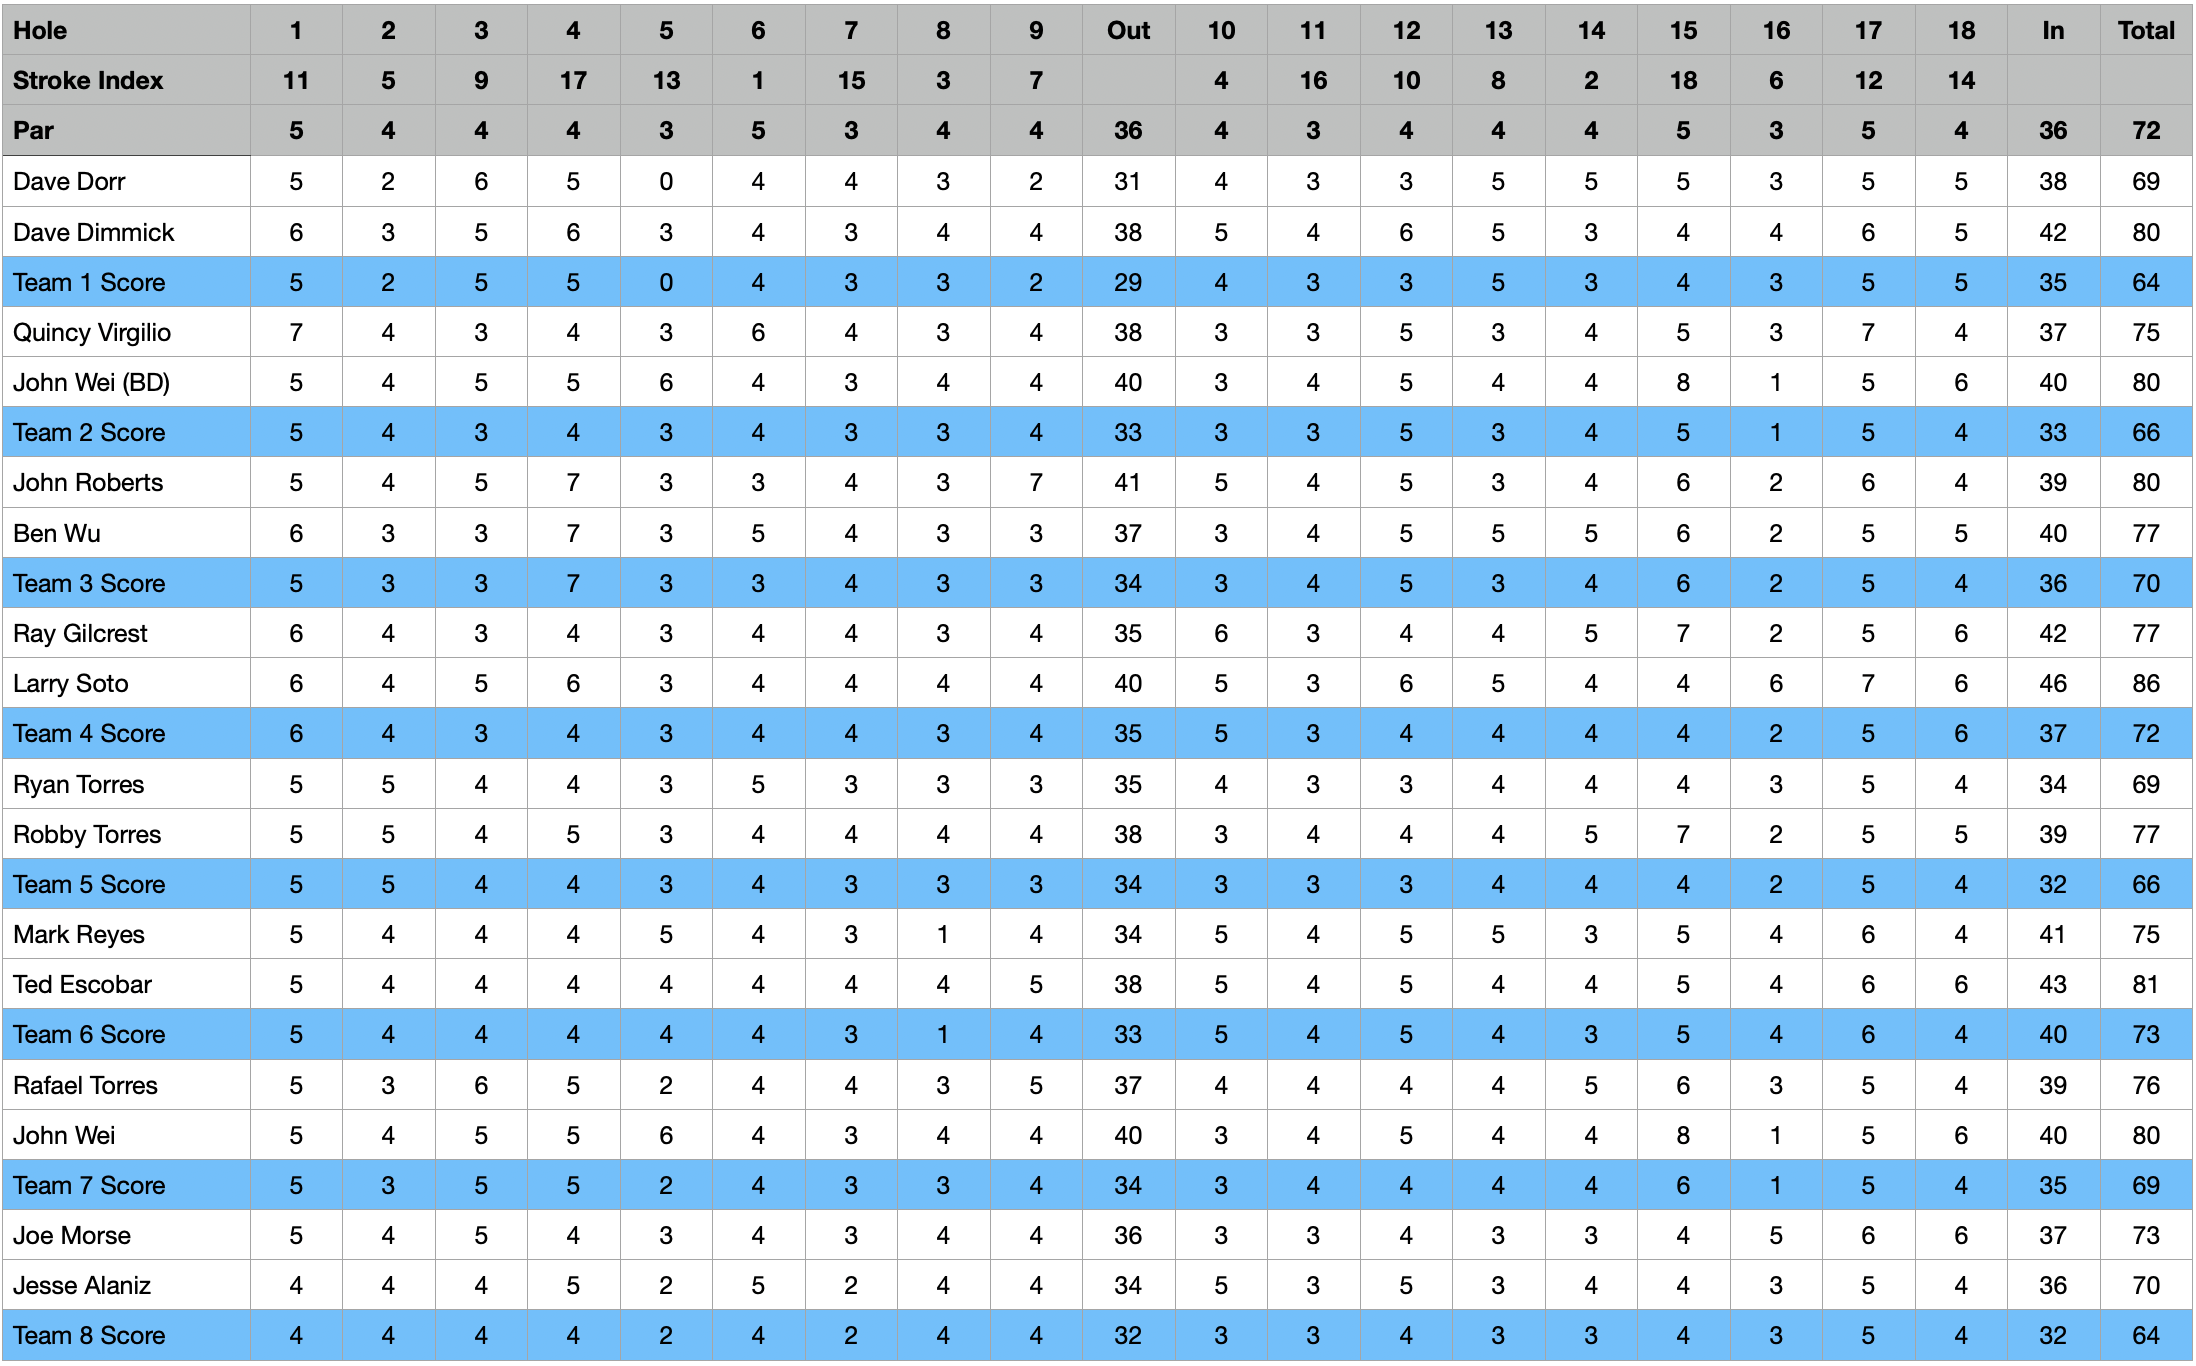 Hole 1 2 3 4 5 6 7 8 9 Out 10 11 12 13 14 15 16 17 18 In Total
Stroke Index 11 5 9 17 13 1 15 3 7 4 16 10 8 2 18 6 12 14
Par 5 4 4 4 3 5 3 4 4 36 4 3 4 4 4 5 3 5 4 36 72
Dave Dorr 5 2 6 5 0 4 4 3 2 31 4 3 3 5 5 5 3 5 5 38 69
Dave Dimmick 6 3 5 6 3 4 3 4 4 38 5 4 6 5 3 4 4 6 5 42 80
Team 1 Score 5 2 5 5 0 4 3 3 2 29 4 3 3 5 3 4 3 5 5 35 64
Quincy Virgilio 7 4 3 4 3 6 4 3 4 38 3 3 5 3 4 5 3 7 4 37 75
John Wei (BD) 5 4 5 5 6 4 3 4 4 40 3 4 5 4 4 8 1 5 6 40 80
Team 2 Score 5 4 3 4 3 4 3 3 4 33 3 3 5 3 4 5 1 5 4 33 66
John Roberts 5 4 5 7 3 3 4 3 7 41 5 4 5 3 4 6 2 6 4 39 80
Ben Wu 6 3 3 7 3 5 4 3 3 37 3 4 5 5 5 6 2 5 5 40 77
Team 3 Score 5 3 3 7 3 3 4 3 3 34 3 4 5 3 4 6 2 5 4 36 70
Ray Gilcrest 6 4 3 4 3 4 4 3 4 35 6 3 4 4 5 7 2 5 6 42 77
Larry Soto 6 4 5 6 3 4 4 4 4 40 5 3 6 5 4 4 6 7 6 46 86
Team 4 Score 6 4 3 4 3 4 4 3 4 35 5 3 4 4 4 4 2 5 6 37 72
Ryan Torres 5 5 4 4 3 5 3 3 3 35 4 3 3 4 4 4 3 5 4 34 69
Robby Torres 5 5 4 5 3 4 4 4 4 38 3 4 4 4 5 7 2 5 5 39 77
Team 5 Score 5 5 4 4 3 4 3 3 3 34 3 3 3 4 4 4 2 5 4 32 66
Mark Reyes 5 4 4 4 5 4 3 1 4 34 5 4 5 5 3 5 4 6 4 41 75
Ted Escobar 5 4 4 4 4 4 4 4 5 38 5 4 5 4 4 5 4 6 6 43 81
Team 6 Score 5 4 4 4 4 4 3 1 4 33 5 4 5 4 3 5 4 6 4 40 73
Rafael Torres 5 3 6 5 2 4 4 3 5 37 4 4 4 4 5 6 3 5 4 39 76
John Wei 5 4 5 5 6 4 3 4 4 40 3 4 5 4 4 8 1 5 6 40 80
Team 7 Score 5 3 5 5 2 4 3 3 4 34 3 4 4 4 4 6 1 5 4 35 69
Joe Morse 5 4 5 4 3 4 3 4 4 36 3 3 4 3 3 4 5 6 6 37 73
Jesse Alaniz 4 4 4 5 2 5 2 4 4 34 5 3 5 3 4 4 3 5 4 36 70
Team 8 Score 4 4 4 4 2 4 2 4 4 32 3 3 4 3 3 4 3 5 4 32 64